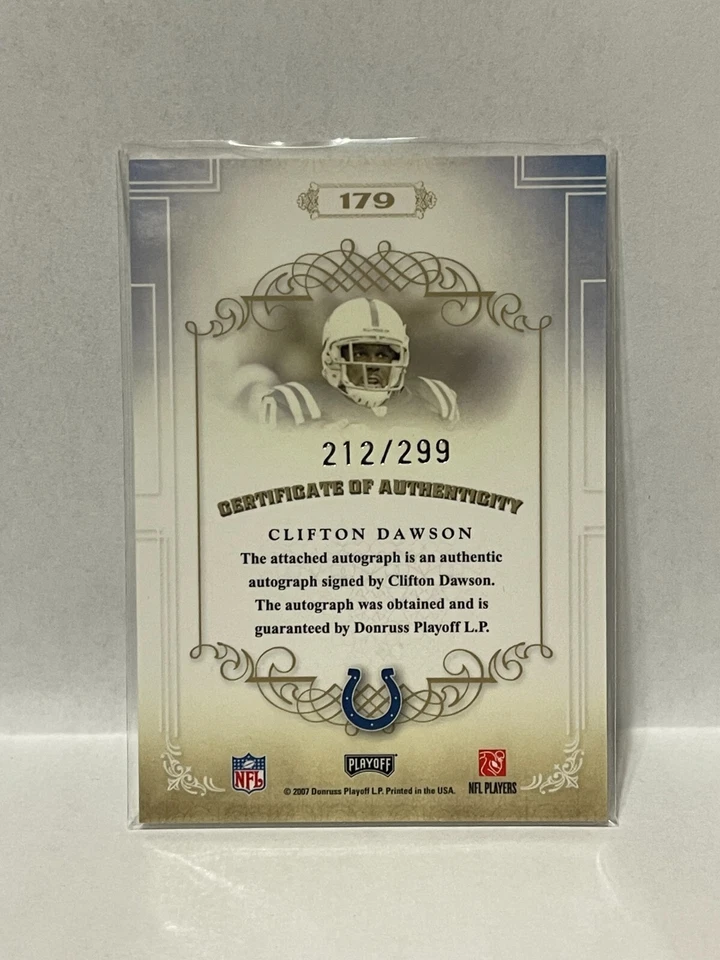 179
212/299
CERTIFICATE OF AUTHENTICITY
CLIFTON DAWSON
The attached autograph is an authentic
autograph signed by Clifton Dawson.
The autograph was obtained and is
guaranteed by Donruss Playoff L.P.
NFL
PLAYOFF
NFL PLAYERS
© 2007 Donruss Playoff L.P. Printed in the USA.